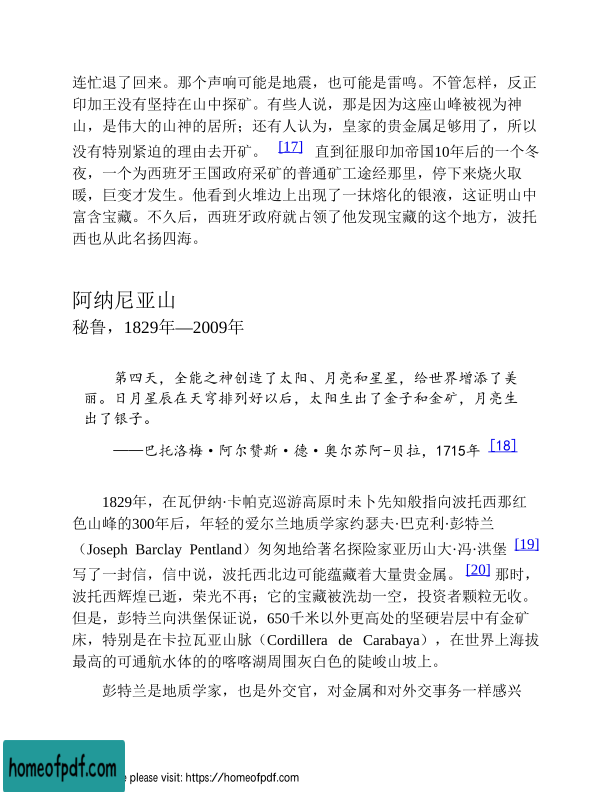 连忙退了回来。那个声响可能是地震，也可能是雷鸣。不管怎样，反正
印加王没有坚持在山中探矿。有些人说，那是因为这座山峰被视为神
山，是伟大的山神的居所；还有人认为，皇家的贵金属足够用了，所以
没有特别紧迫的理由去开矿。 [17] 直到征服印加帝国10年后的一个冬
夜，一个为西班牙王国政府采矿的普通矿工途经那里，停下来烧火取
暖，巨变才发生。他看到火堆边上出现了一抹熔化的银液，这证明山中
富含宝藏。不久后，西班牙政府就占领了他发现宝藏的这个地方，波托
西也从此名扬四海。
阿纳尼亚山
秘鲁，1829年—2009年
第四天，全能之神创造了太阳、月亮和星星，给世界增添了美
丽。日月星辰在天穹排列好以后，太阳生出了金子和金矿，月亮生
出了银子。
——巴托洛梅·阿尔赞斯·德·奥尔苏阿-贝拉，1715年 [18]
1829年，在瓦伊纳·卡帕克巡游高原时未卜先知般指向波托西那红
色山峰的300年后，年轻的爱尔兰地质学家约瑟夫·巴克利·彭特兰
（Joseph Barclay Pentland）匆匆地给著名探险家亚历山大·冯·洪堡 [19]
写了一封信，信中说，波托西北边可能蕴藏着大量贵金属。 [20] 那时，
波托西辉煌已逝，荣光不再；它的宝藏被洗劫一空，投资者颗粒无收。
但是，彭特兰向洪堡保证说，650千米以外更高处的坚硬岩层中有金矿
床，特别是在卡拉瓦亚山脉（Cordillera de Carabaya），在世界上海拔
最高的可通航水体的的喀喀湖周围灰白色的陡峻山坡上。
彭特兰是地质学家，也是外交官，对金属和对外交事务一样感兴
homeofpdf.com
e please visit: https://homeofpdf.com